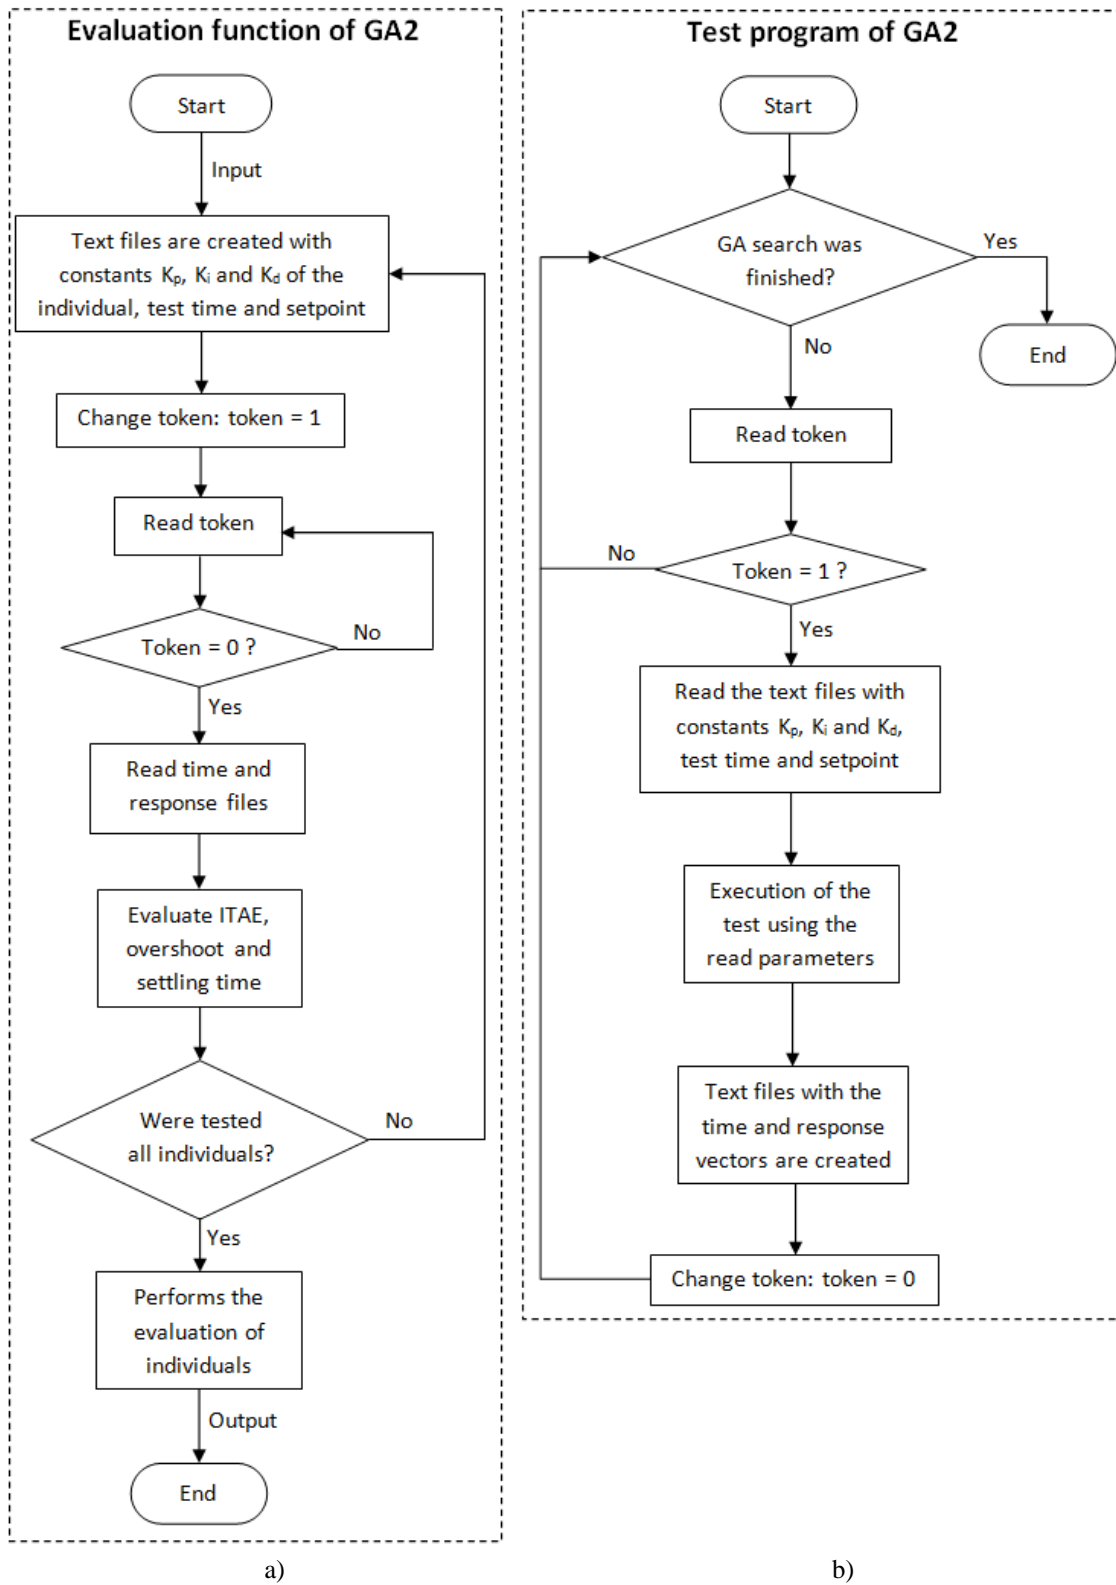 Evaluation function of GA2
Start
Input
Text files are created with
constants Kp, Ki and Kd of the
individual, test time and setpoint
Change token: token = 1
Read token
Token = 0 ?
No
Yes
Read time and
response files
Evaluate ITAE,
overshoot and
settling time
Were tested
all individuals?
No
Yes
Performs the
evaluation of
individuals
Output
End
a)
Test program of GA2
Start
GA search was
finished?
Yes
End
No
Read token
Token = 1 ?
No
Yes
Read the text files with
constants Kp, Ki and Kd,
test time and setpoint
Execution of the
test using the
read parameters
Text files with the
time and response
vectors are created
Change token: token = 0
b)